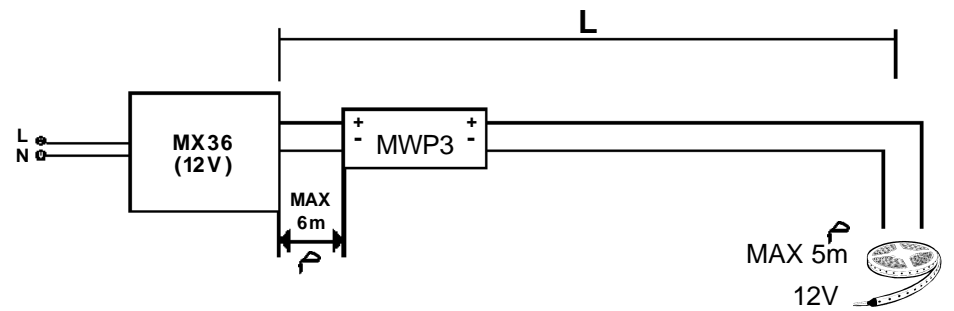 L
L
N
MX36
(12V)
+ +
- MWP3 -
MAX
6m
MAX 5m
12V